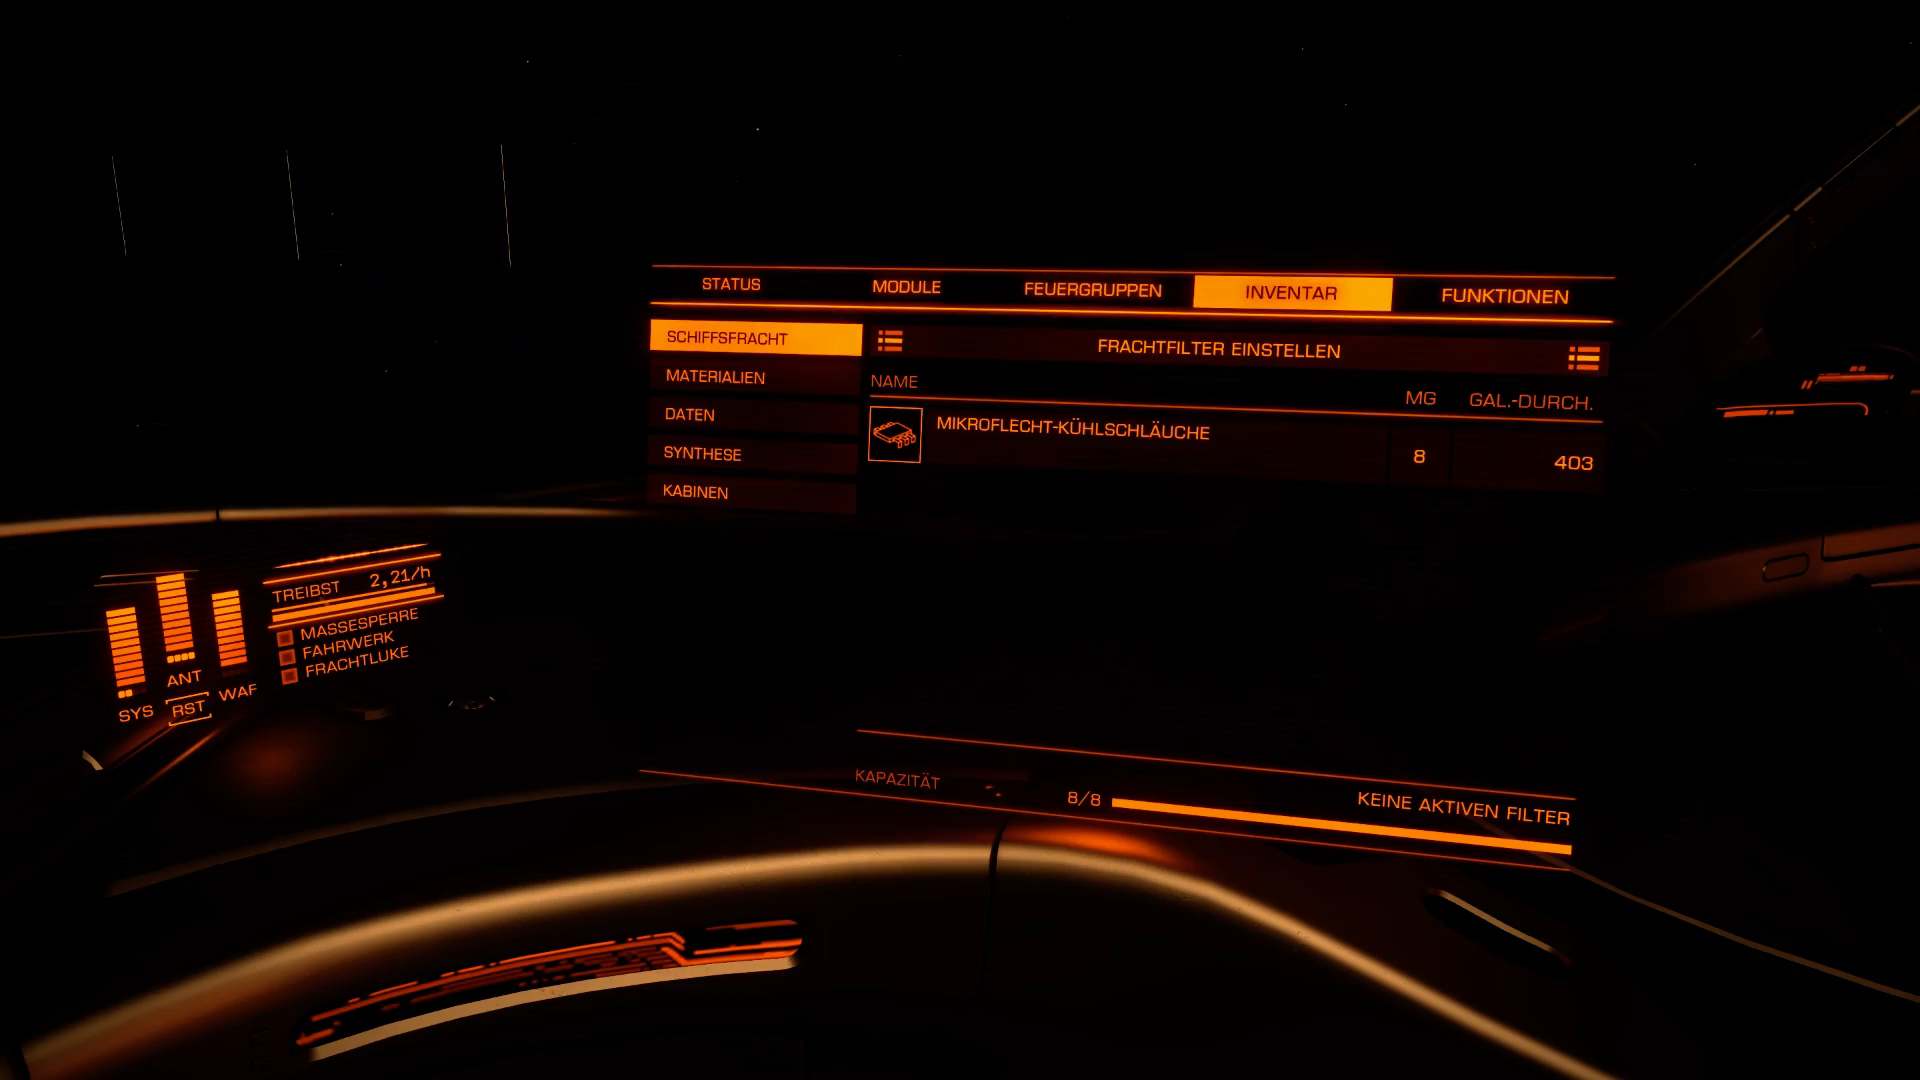 STATUS MODULE FEUERGRUPPEN INVENTAR FUNKTIONEN
SCHIFFSFRACHT
MATERIALIEN
DATEN
SYNTHESE
KABINEN
FRACHTFILTER EINSTELLEN
NAME MG GAL.-DURCH.
MIKROFLECHT-KÜHLSCHLÄUCHE 8 403
TREIBST 2,21/h
MASSESPERRE
FAHRWERK
FRACHTLUKE
SYS ANT WAF
RST
KAPAZITÄT 8/8 KEINE AKTIVEN FILTER